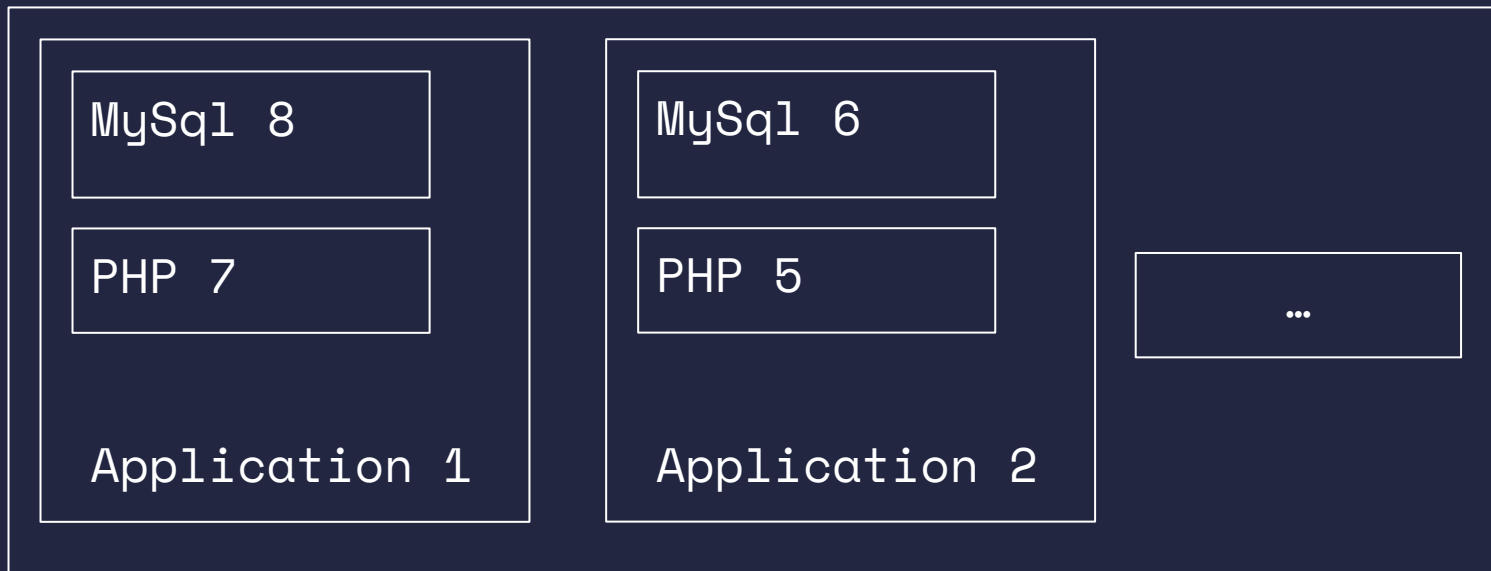 MySql 8
PHP 7
Application 1
MySql 6
PHP 5
Application 2
…